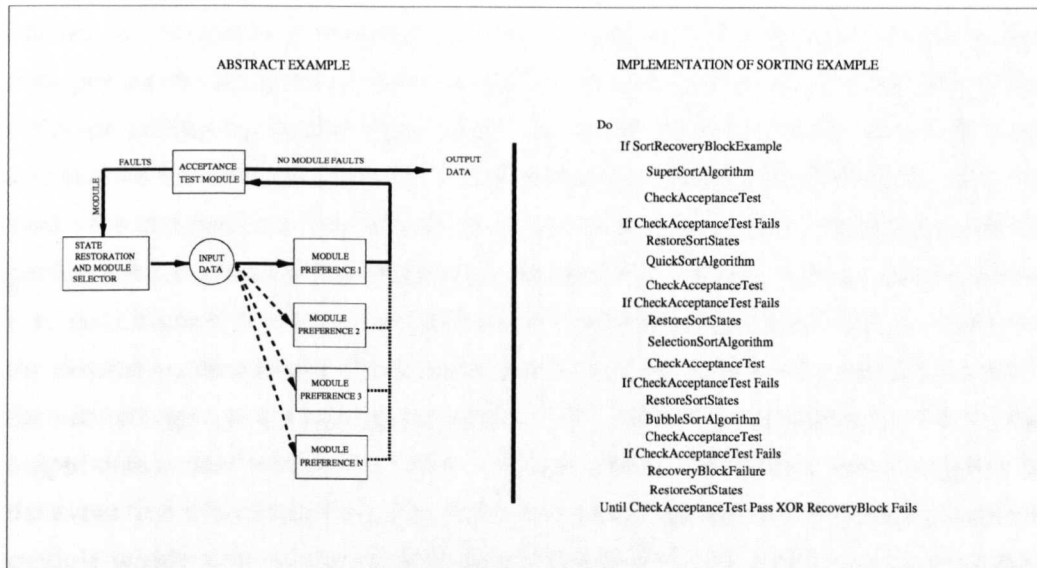 ABSTRACT EXAMPLE
FAULTS
MODULE
ACCEPTANCE
TEST MODULE
NO MODULE FAULTS
OUTPUT
DATA
STATE
RESTORATION
AND MODULE
SELECTOR
INPUT
DATA
MODULE
PREFERENCE 1
MODULE
PREFERENCE 2
MODULE
PREFERENCE 3
MODULE
PREFERENCE N
IMPLEMENTATION OF SORTING EXAMPLE
Do
If SortRecoveryBlockExample
SuperSortAlgorithm
CheckAcceptanceTest
If CheckAcceptanceTest Fails
RestoreSortStates
QuickSortAlgorithm
CheckAcceptanceTest
If CheckAcceptanceTest Fails
RestoreSortStates
SelectionSortAlgorithm
CheckAcceptanceTest
If CheckAcceptanceTest Fails
RestoreSortStates
BubbleSortAlgorithm
CheckAcceptanceTest
If CheckAcceptanceTest Fails
RecoveryBlockFailure
RestoreSortStates
Until CheckAcceptanceTest Pass XOR RecoveryBlock Fails